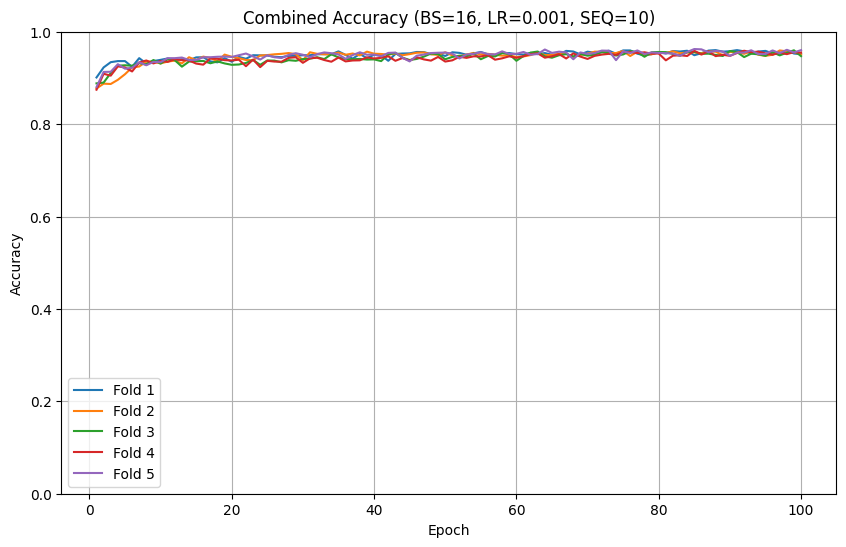 Combined Accuracy (BS=16, LR=0.001, SEQ=10)
1.0
0.8
0.6
0.4
0.2
0.0
Accuracy
Fold 1
Fold 2
Fold 3
Fold 4
Fold 5
0 20 40 60 80 100
Epoch